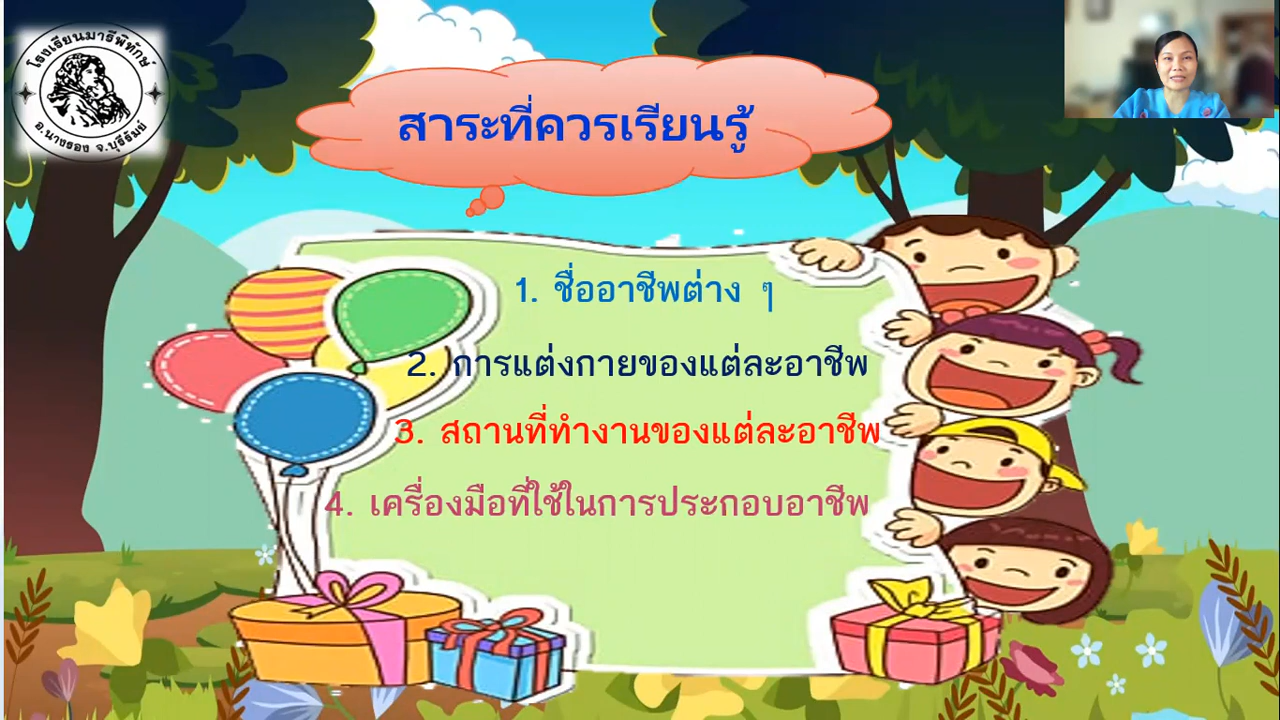 โรงเรียนมารีพิทักษ์
อ.นางรอง จ.บุรีรัมย์
สาระที่ควรเรียนรู้
1. ชื่ออาชีพต่าง ๆ
2. การแต่งกายของแต่ละอาชีพ
3. สถานที่ทำงานของแต่ละอาชีพ
4. เครื่องมือที่ใช้ในการประกอบอาชีพ